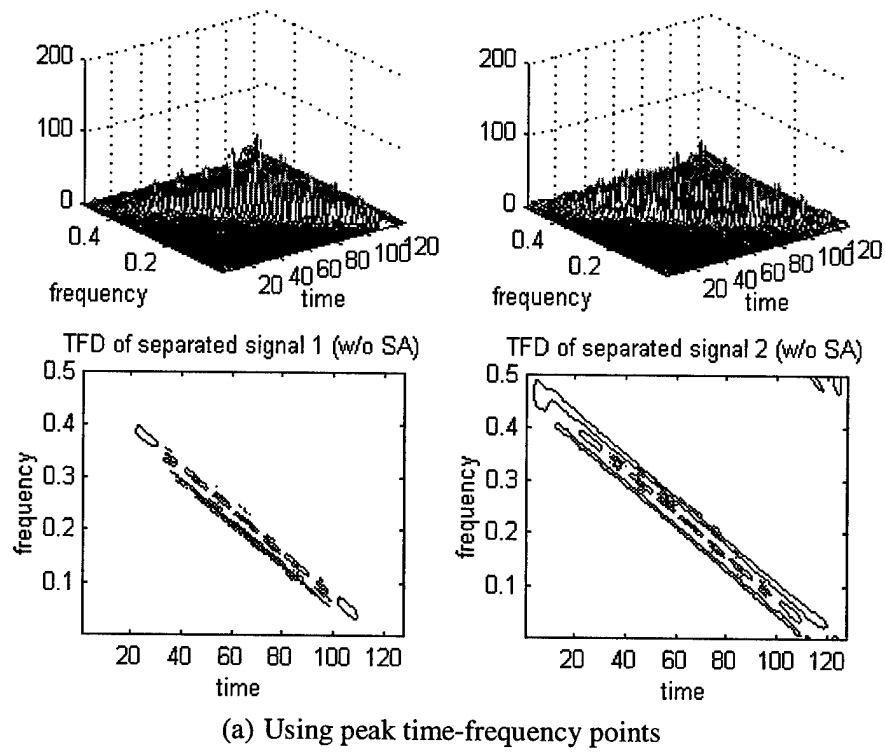 200
100
0
0.4
0.2
frequency
20 40 60 80 100 120
time
200
100
0
0.4
0.2
frequency
20 40 60 80 100 120
time
TFD of separated signal 1 (w/o SA)
0.5
0.4
0.3
0.2
0.1
frequency
20 40 60 80 100 120
time
TFD of separated signal 2 (w/o SA)
0.5
0.4
0.3
0.2
0.1
frequency
20 40 60 80 100 120
time
(a) Using peak time-frequency points